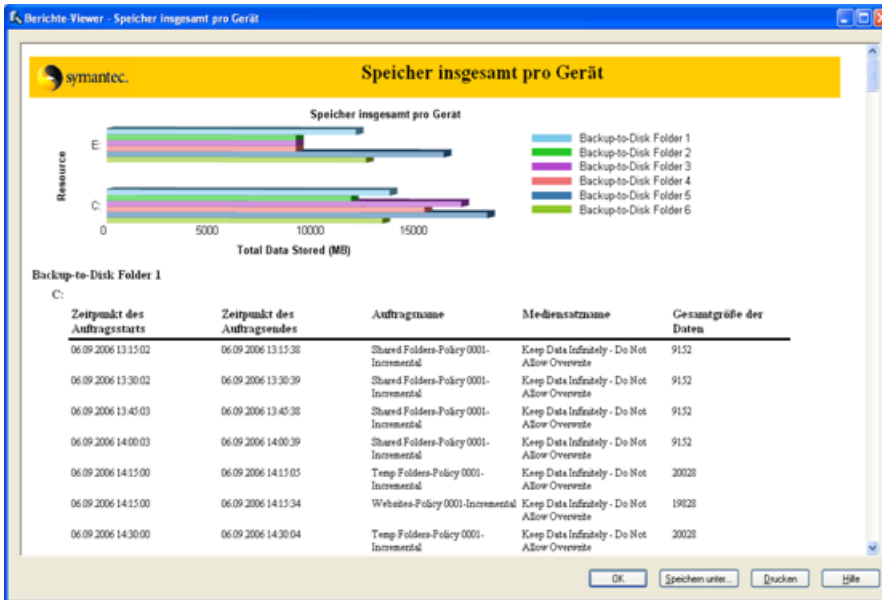 Berichte-Viewer - Speicher insgesamt pro Gerät
symantec.
Speicher insgesamt pro Gerät
Speicher insgesamt pro Gerät
Resource
E:
C:
0 5000 10000 15000
Total Data Stored (MB)
Backup-to-Disk Folder 1
Backup-to-Disk Folder 2
Backup-to-Disk Folder 3
Backup-to-Disk Folder 4
Backup-to-Disk Folder 5
Backup-to-Disk Folder 6
Backup-to-Disk Folder 1
C:
Zeitpunkt des Zeitpunkt des Auftragsname Mediensatzname Gesamtgröße der
Auftragsstarts Auftragsendes Daten
06.09.2006 13:15:02 06.09.2006 13:15:38 Shared Folders-Policy 0001- Keep Data Infinitely - Do Not 9152
Incremental Allow Overwrite
06.09.2006 13:30:02 06.09.2006 13:30:39 Shared Folders-Policy 0001- Keep Data Infinitely - Do Not 9152
Incremental Allow Overwrite
06.09.2006 13:45:03 06.09.2006 13:45:38 Shared Folders-Policy 0001- Keep Data Infinitely - Do Not 9152
Incremental Allow Overwrite
06.09.2006 14:00:03 06.09.2006 14:00:39 Shared Folders-Policy 0001- Keep Data Infinitely - Do Not 9152
Incremental Allow Overwrite
06.09.2006 14:15:00 06.09.2006 14:15:05 Temp Folders-Policy 0001- Keep Data Infinitely - Do Not 20028
Incremental Allow Overwrite
06.09.2006 14:15:00 06.09.2006 14:15:34 Websites-Policy 0001-Incremental Keep Data Infinitely - Do Not 19828
Allow Overwrite
06.09.2006 14:30:00 06.09.2006 14:30:04 Temp Folders-Policy 0001- Keep Data Infinitely - Do Not 20028
Incremental Allow Overwrite
OK Speichern unter... Drucken Hilfe